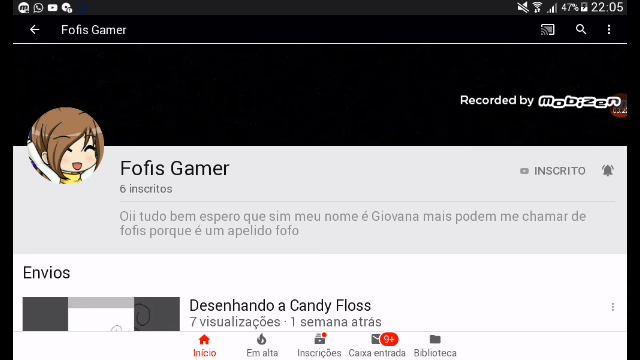 47% 22:05
Fofis Gamer
Recorded by MOBIZEN
Fofis Gamer
6 inscritos
INSCRITO
Oii tudo bem espero que sim meu nome é Giovana mais podem me chamar de
fofis porque é um apelido fofo
Envios
Desenhando a Candy Floss
7 visualizações · 1 semana atrás
9+
Início Em alta Inscrições Caixa entrada Biblioteca